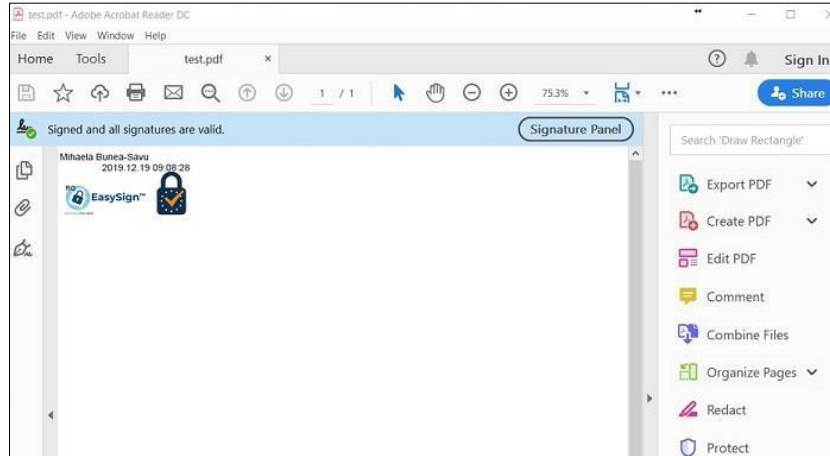 test.pdf - Adobe Acrobat Reader DC
File Edit View Window Help
Home Tools test.pdf × ? Sign In
1 / 1 75.3% Share
Signed and all signatures are valid. Signature Panel
Search 'Draw Rectangle'
Mihaela Bunea-Savu
2019.12.19 09:08:28
EasySign™
Export PDF
Create PDF
Edit PDF
Comment
Combine Files
Organize Pages
Redact
Protect